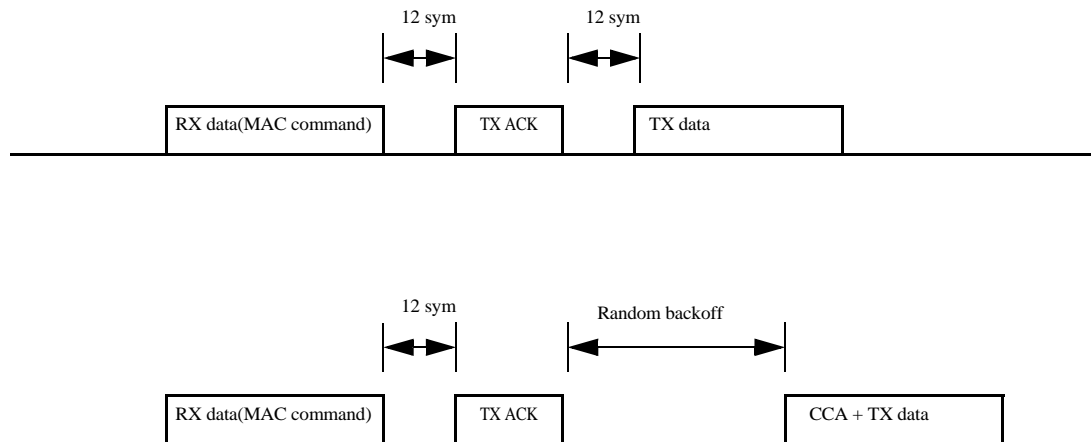 12 sym
12 sym
RX data(MAC command)
TX ACK
TX data
12 sym
Random backoff
RX data(MAC command)
TX ACK
CCA + TX data